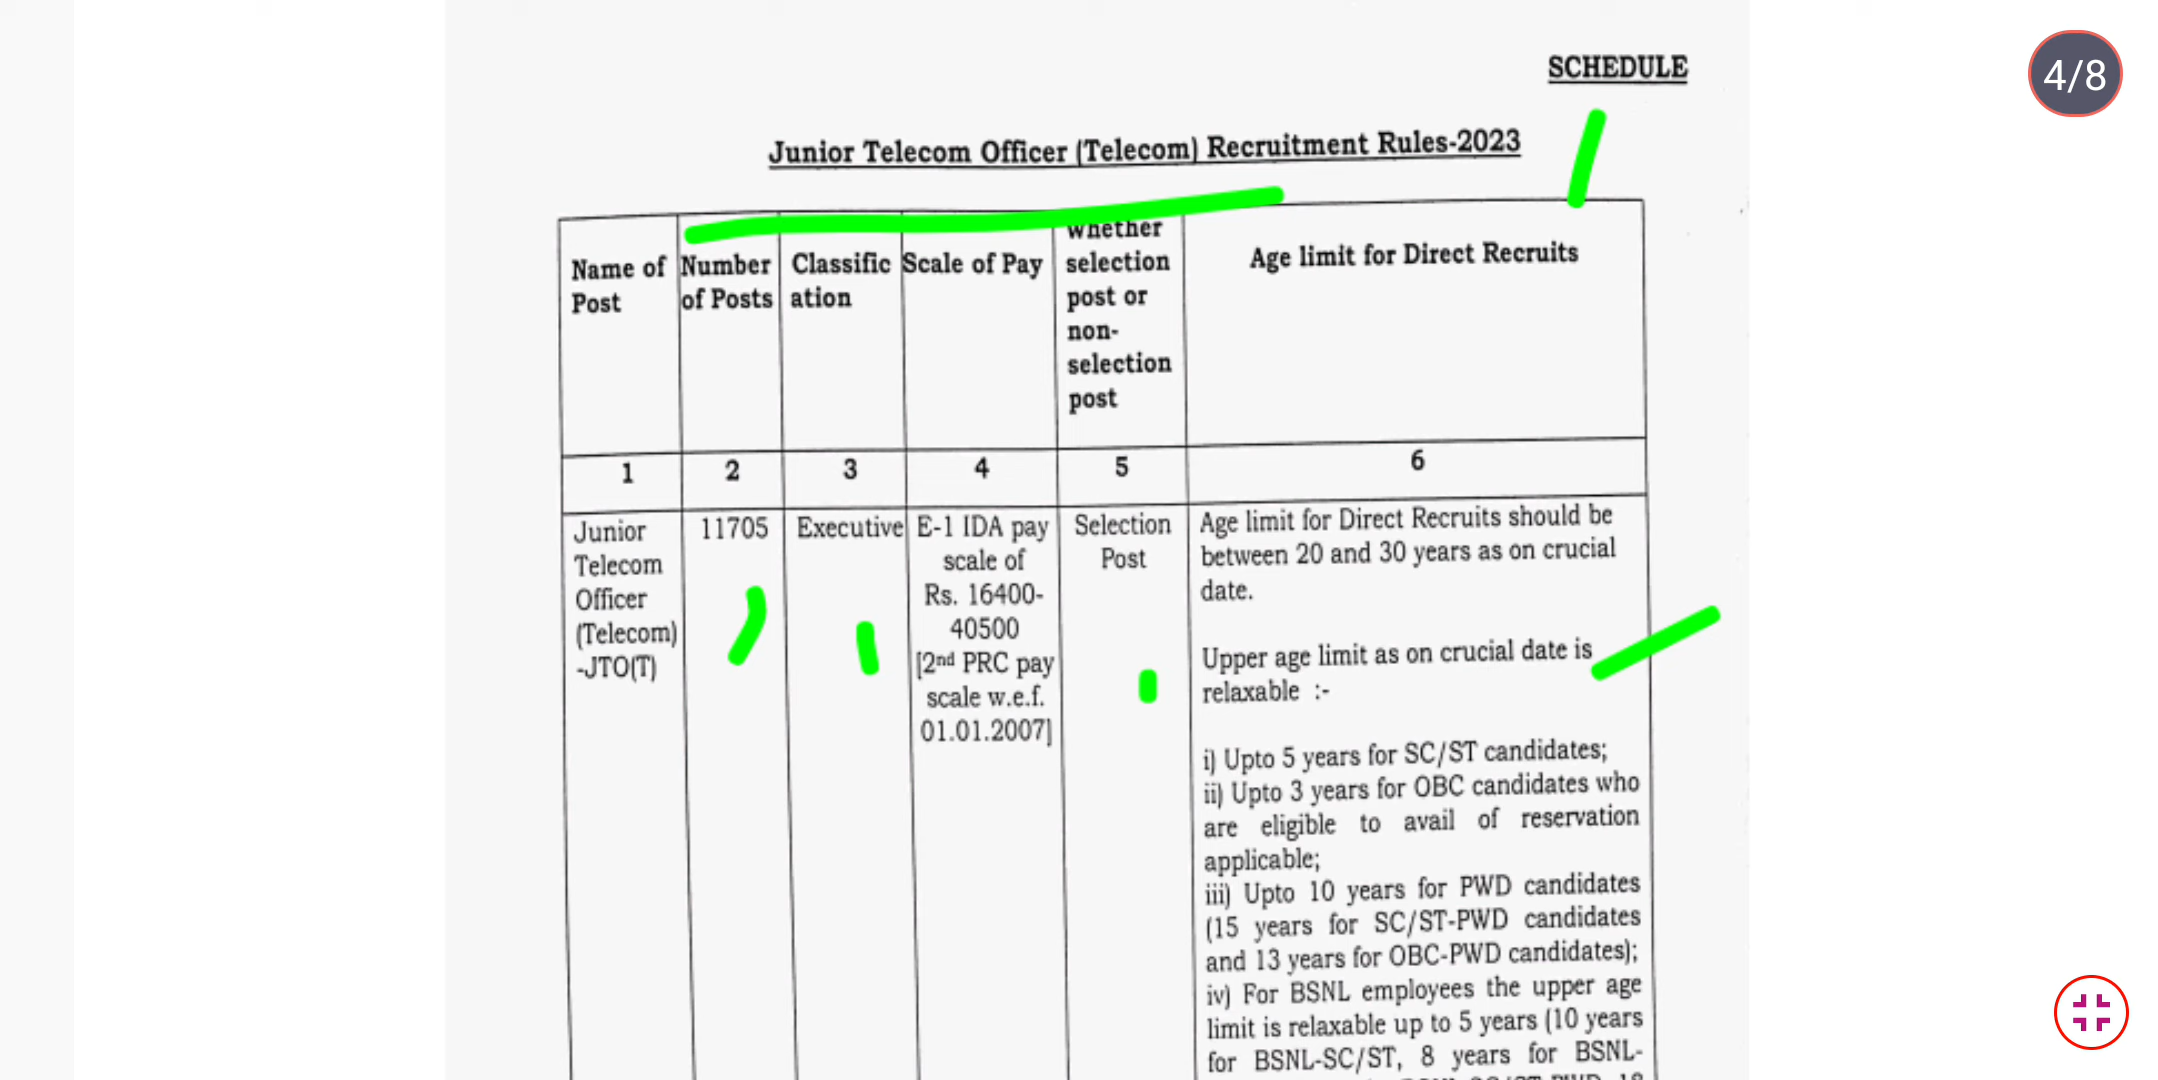 4/8
SCHEDULE
Junior Telecom Officer (Telecom) Recruitment Rules-2023
Name of
Post
Number
of Posts
Classific
ation
Scale of Pay
whether
selection
post or
non-
selection
post
Age limit for Direct Recruits
1
2
3
4
5
6
Junior
Telecom
Officer
(Telecom)
-JTO(T)
11705
Executive
E-1 IDA pay
scale of
Rs. 16400-
40500
[2nd PRC pay
scale w.e.f.
01.01.2007]
Selection
Post
Age limit for Direct Recruits should be
between 20 and 30 years as on crucial
date.
Upper age limit as on crucial date is
relaxable :-
i) Upto 5 years for SC/ST candidates;
ii) Upto 3 years for OBC candidates who
are eligible to avail of reservation
applicable;
iii) Upto 10 years for PWD candidates
(15 years for SC/ST-PWD candidates
and 13 years for OBC-PWD candidates);
iv) For BSNL employees the upper age
limit is relaxable up to 5 years (10 years
for BSNL-SC/ST, 8 years for BSNL-